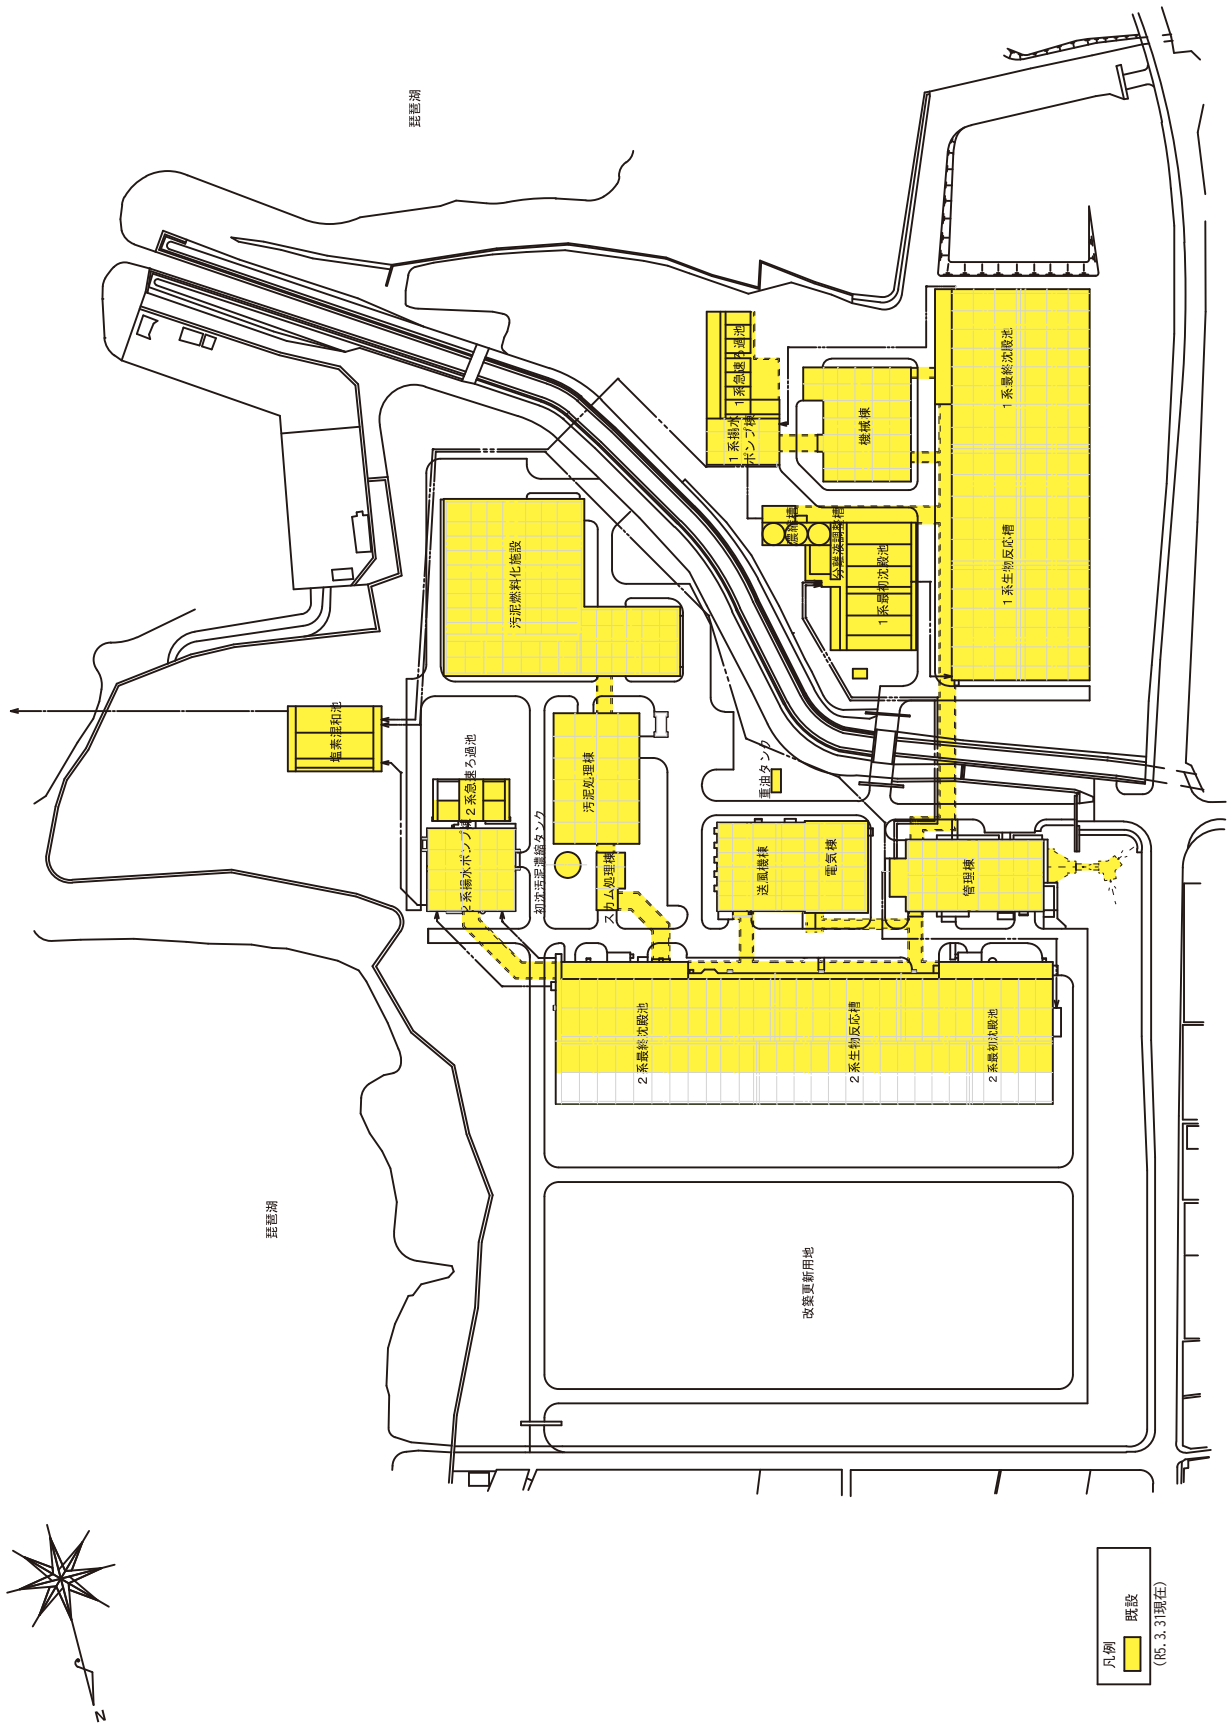 琵琶湖
塩素混和池
汚泥燃料化施設
2系急速ろ過池
2系揚水ポンプ棟
初沈汚泥濃縮タンク
汚泥処理棟
スカム処理棟
1系急速ろ過池
1系揚水
ポンプ棟
機械棟
濃縮槽
分離液調整槽
1系最初沈殿池
1系最終沈殿池
1系生物反応槽
重油タンク
送風機棟
電気棟
管理棟
2系最終沈殿池
2系生物反応槽
2系最初沈殿池
琵琶湖
改築更新用地
N
凡例
既設
(R5.3.31現在)